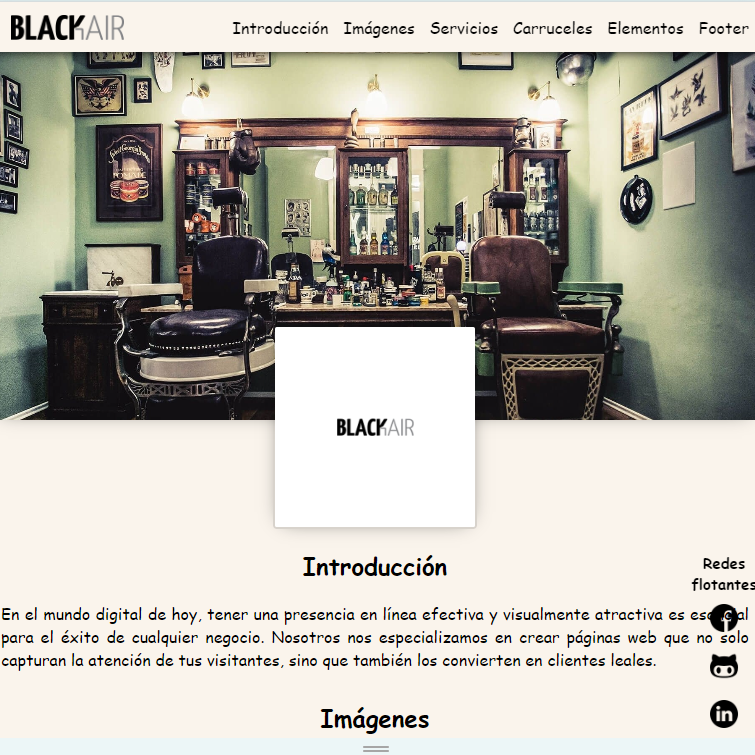 BLACKAIR
Introducción Imágenes Servicios Carruceles Elementos Footer
BLACKAIR
Introducción
Redes
flotantes
En el mundo digital de hoy, tener una presencia en línea efectiva y visualmente atractiva es esencial
para el éxito de cualquier negocio. Nosotros nos especializamos en crear páginas web que no solo
capturan la atención de tus visitantes, sino que también los convierten en clientes leales.
in
Imágenes